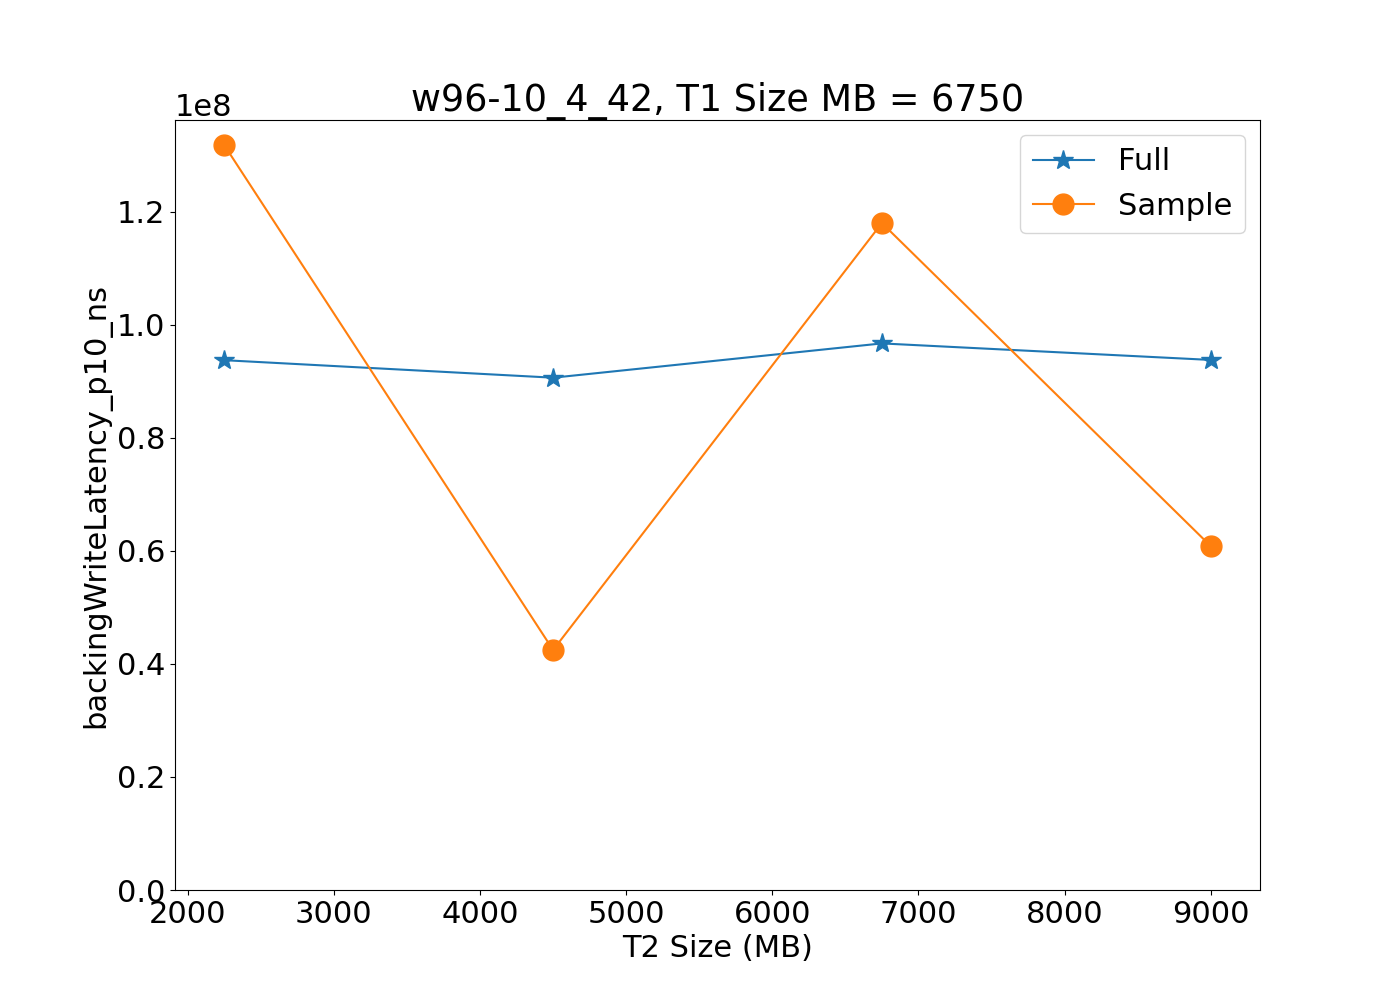 w96-10_4_42, T1 Size MB = 6750
1e8
Full
Sample
1.2
1.0
0.8
0.6
0.4
0.2
0.0
backingWriteLatency_p10_ns
2000 3000 4000 5000 6000 7000 8000 9000
T2 Size (MB)